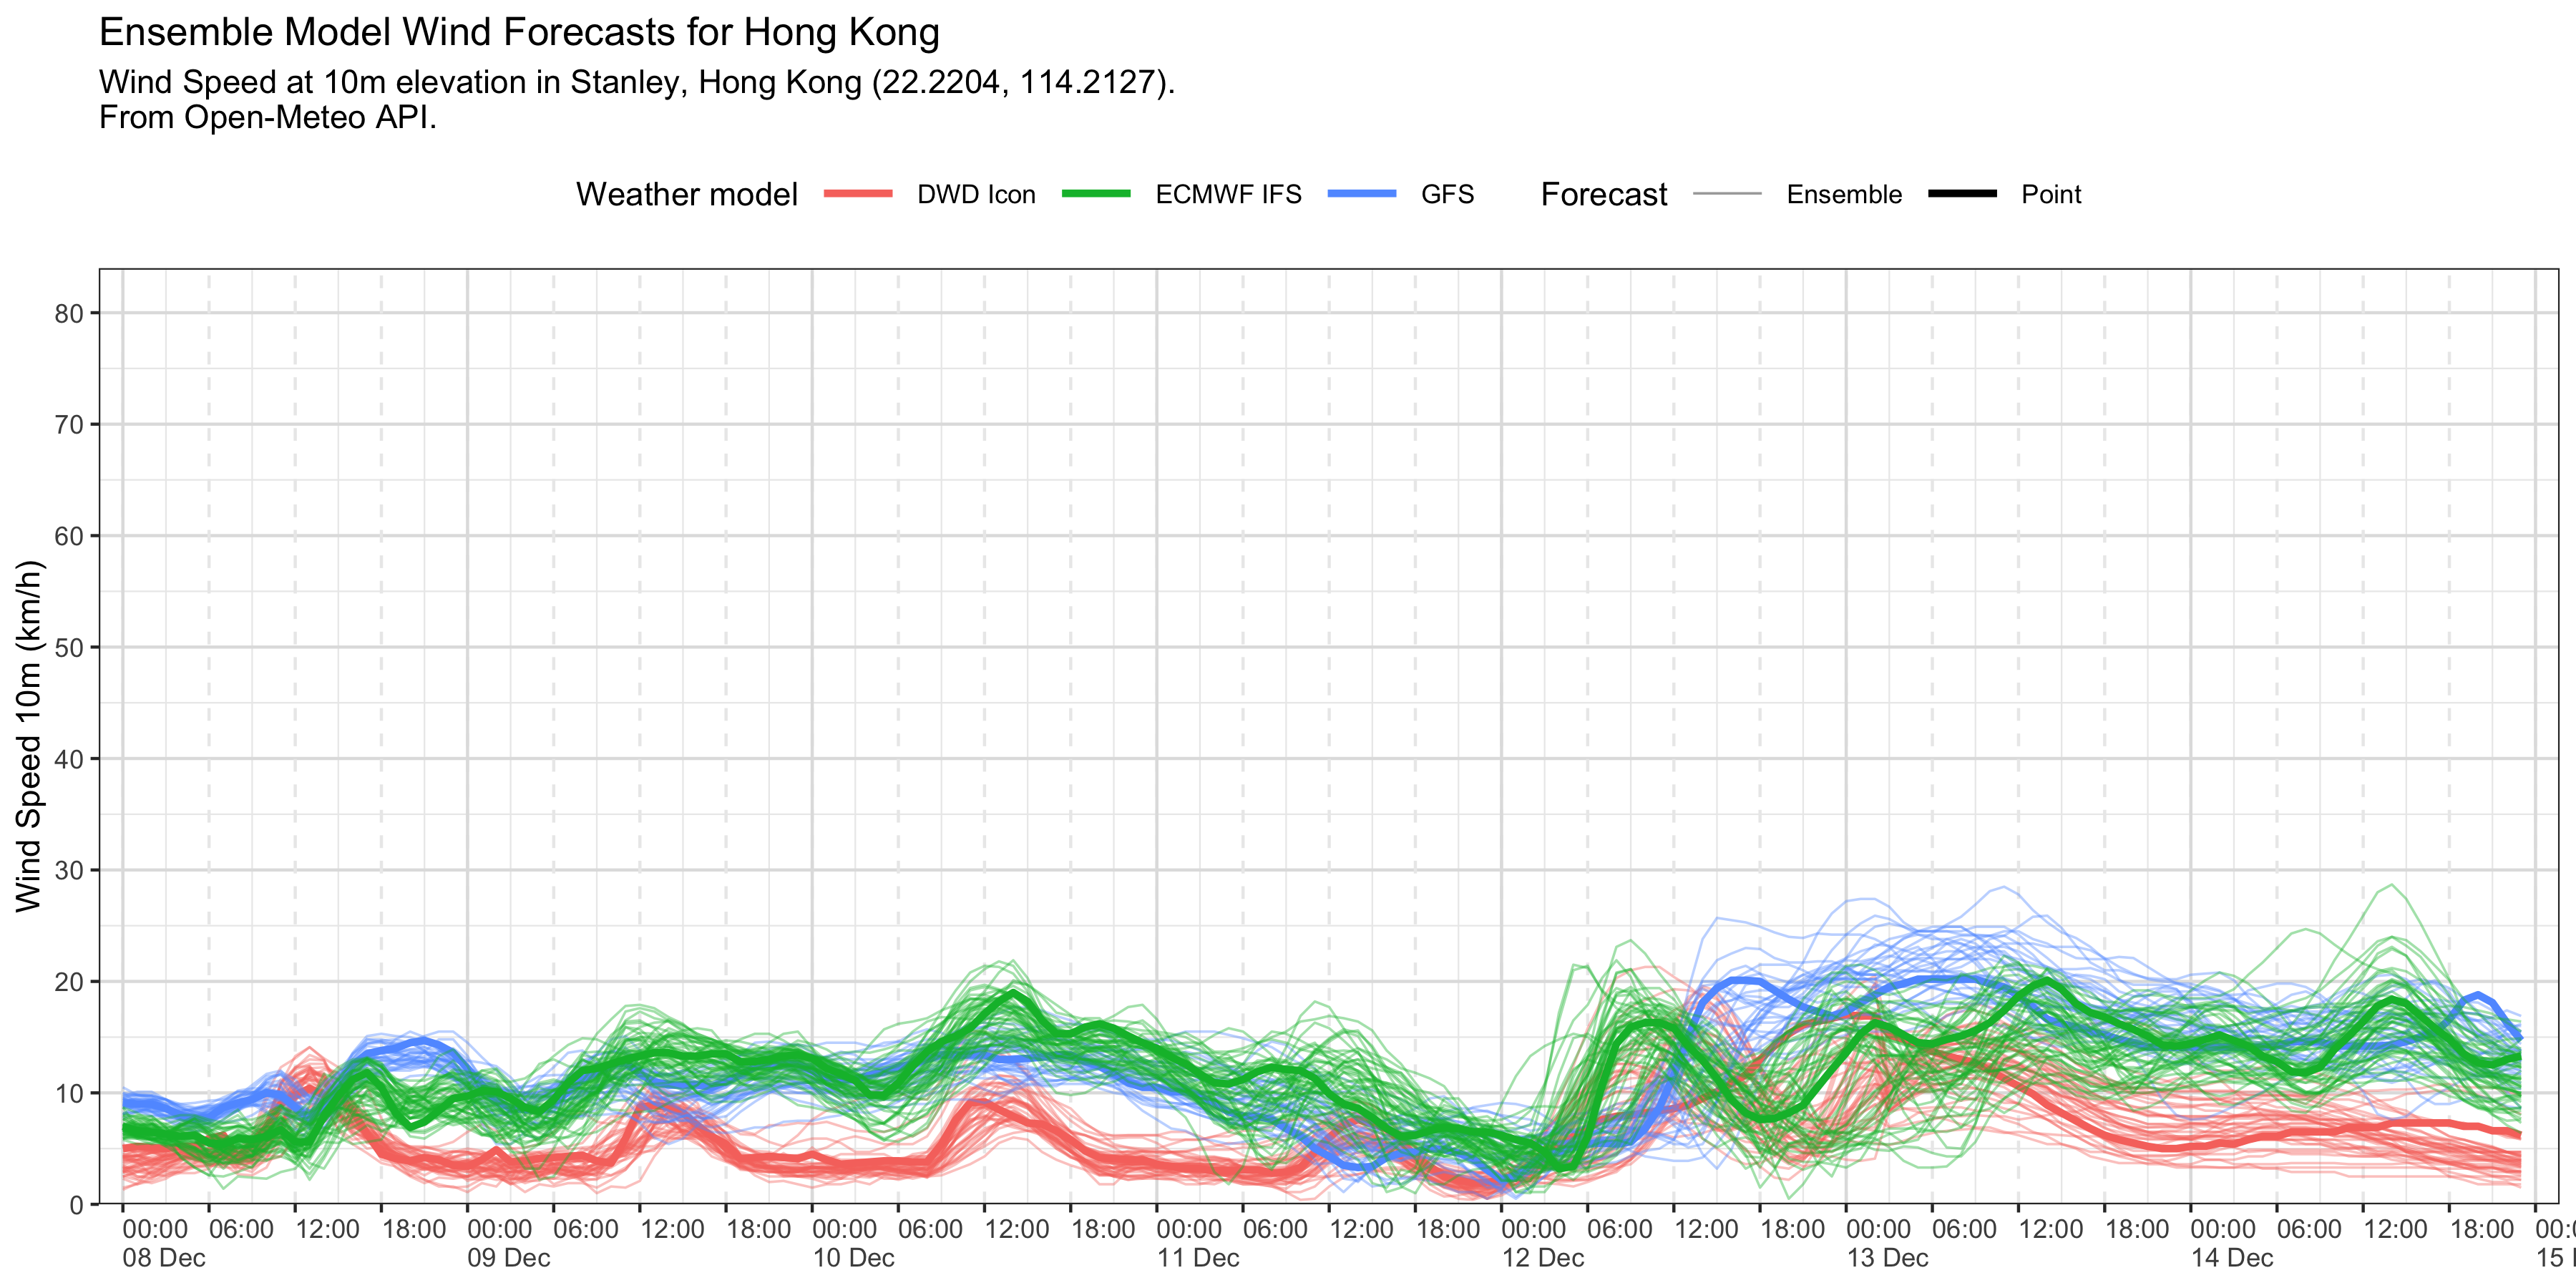 Ensemble Model Wind Forecasts for Hong Kong
Wind Speed at 10m elevation in Stanley, Hong Kong (22.2204, 114.2127).
From Open-Meteo API.
Weather model DWD Icon ECMWF IFS GFS Forecast Ensemble Point
Wind Speed 10m (km/h)
80
70
60
50
40
30
20
10
0
00:00 06:00 12:00 18:00 00:00 06:00 12:00 18:00 00:00 06:00 12:00 18:00 00:00 06:00 12:00 18:00 00:00 06:00 12:00 18:00 00:00 06:00 12:00 18:00 00:00 06:00 12:00 18:00
08 Dec 09 Dec 10 Dec 11 Dec 12 Dec 13 Dec 14 Dec 15